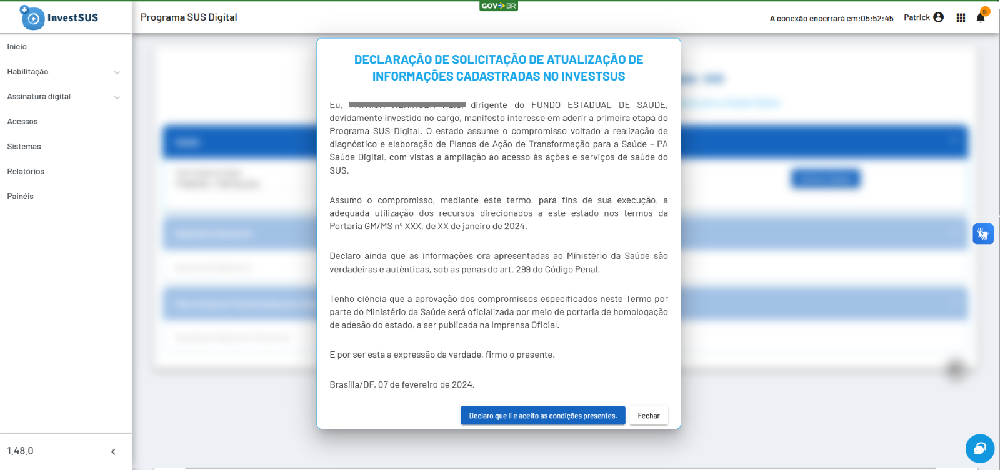 GOV BR
InvestSUS
Programa SUS Digital
A conexão encerrará em:05:52:45
Patrick
9+
Início
Habilitação
Assinatura digital
Acessos
Sistemas
Relatórios
Painéis
1.48.0
DECLARAÇÃO DE SOLICITAÇÃO DE ATUALIZAÇÃO DE
INFORMAÇÕES CADASTRADAS NO INVESTSUS
Eu, dirigente do FUNDO ESTADUAL DE SAUDE,
devidamente investido no cargo, manifesto interesse em aderir a primeira etapa do
Programa SUS Digital. O estado assume o compromisso voltado a realização de
diagnóstico e elaboração de Planos de Ação de Transformação para a Saúde – PA
Saúde Digital, com vistas a ampliação ao acesso às ações e serviços de saúde do
SUS.
Assumo o compromisso, mediante este termo, para fins de sua execução, a
adequada utilização dos recursos direcionados a este estado nos termos da
Portaria GM/MS nº XXX, de XX de janeiro de 2024.
Declaro ainda que as informações ora apresentadas ao Ministério da Saúde são
verdadeiras e autênticas, sob as penas do art. 299 do Código Penal.
Tenho ciência que a aprovação dos compromissos especificados neste Termo por
parte do Ministério da Saúde será oficializada por meio de portaria de homologação
de adesão do estado, a ser publicada na Imprensa Oficial.
E por ser esta a expressão da verdade, firmo o presente.
Brasília/DF, 07 de fevereiro de 2024.
Declaro que li e aceito as condições presentes.
Fechar